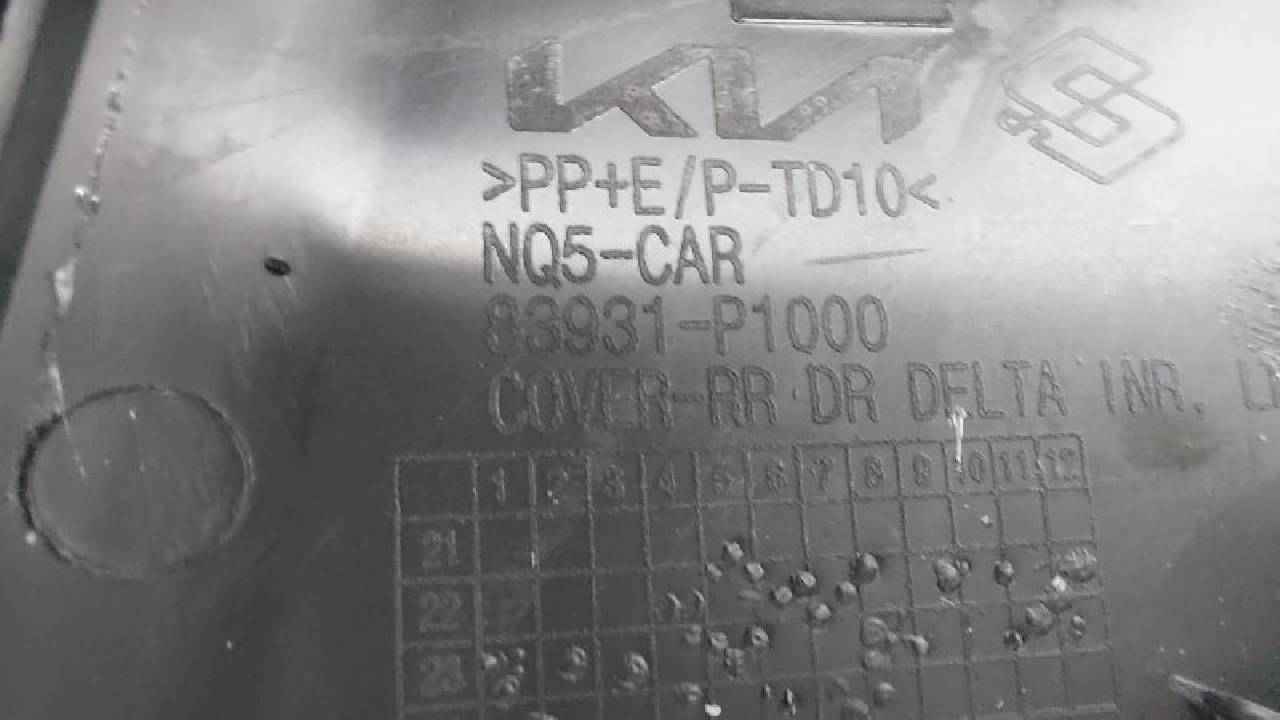 KIA
>PP+E/P-TD10<
NQ5-CAR
83931-P1000
COVER-RR DR DELTA INR.
1 2 3 4 5 6 7 8 9 10 11 12
21
22
23